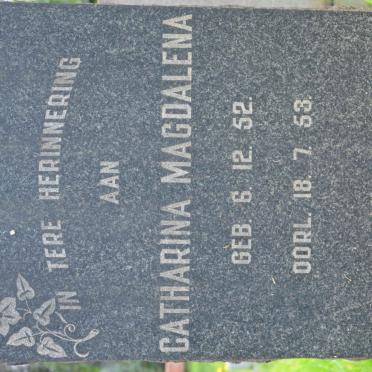 IN TERE HERINNERING
AAN
CATHARINA MAGDALENA
GEB. 6. 12. 52.
OORL. 18. 7. 53.